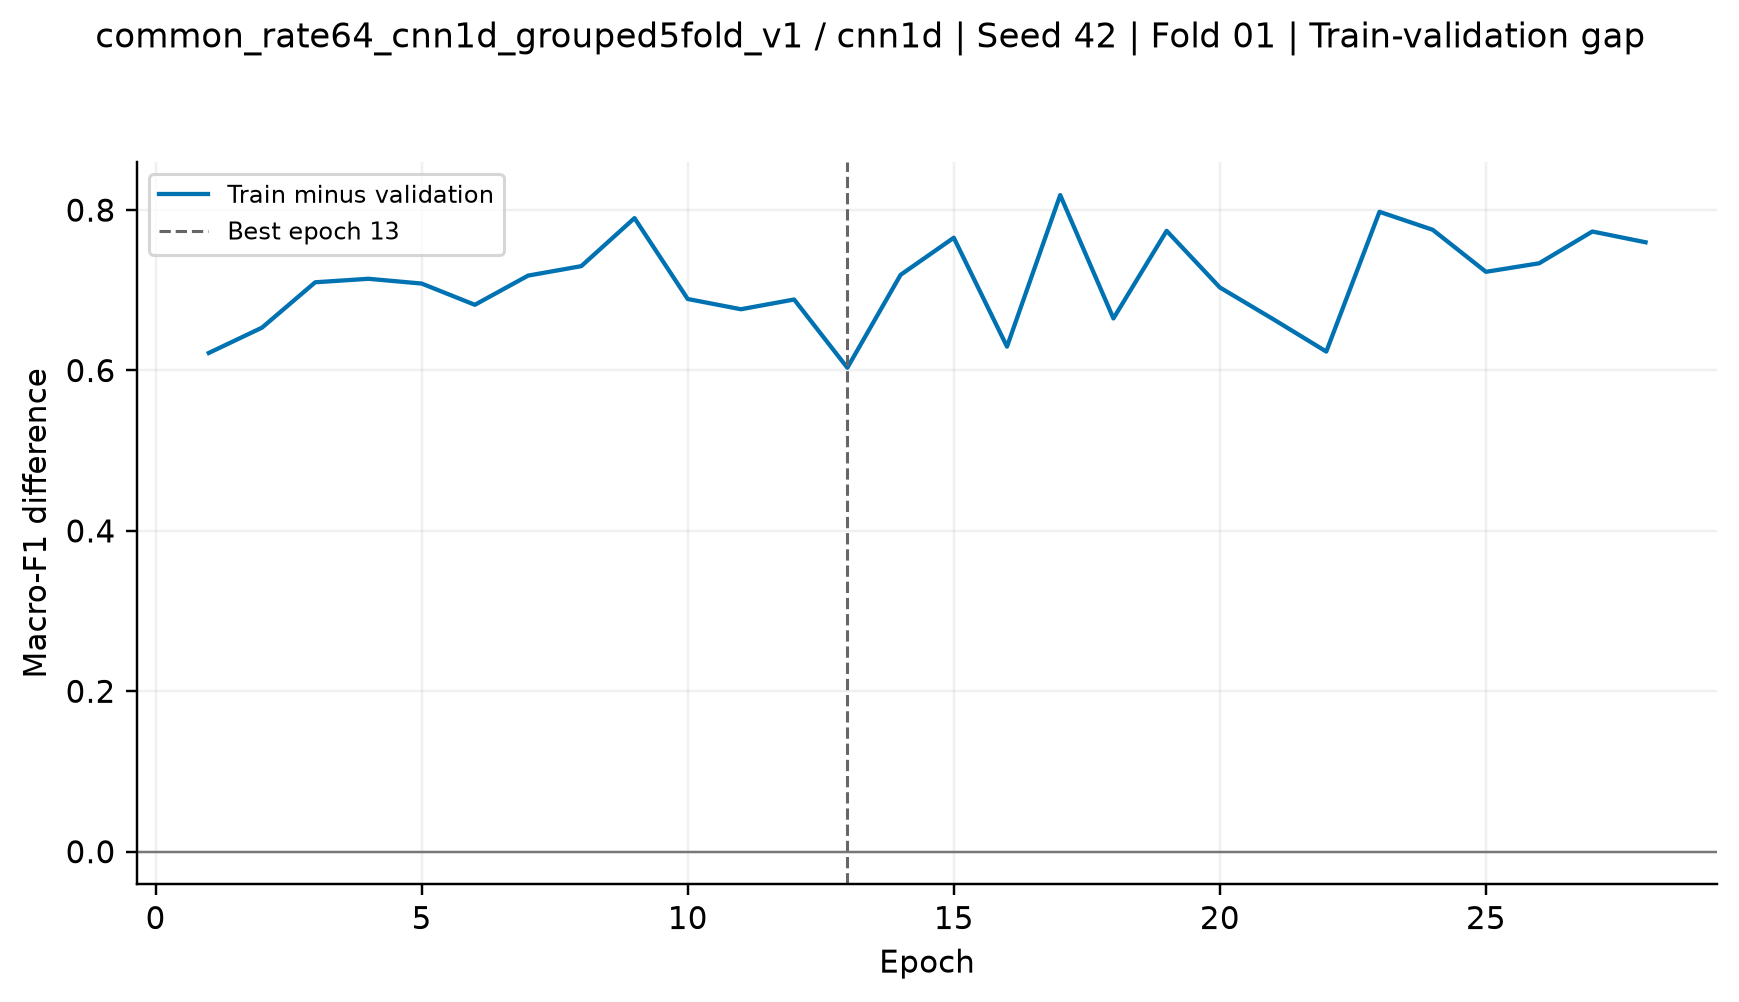 common_rate64_cnn1d_grouped5fold_v1 / cnn1d | Seed 42 | Fold 01 | Train-validation gap
Train minus validation
Best epoch 13
Macro-F1 difference
0.8
0.6
0.4
0.2
0.0
0 5 10 15 20 25
Epoch